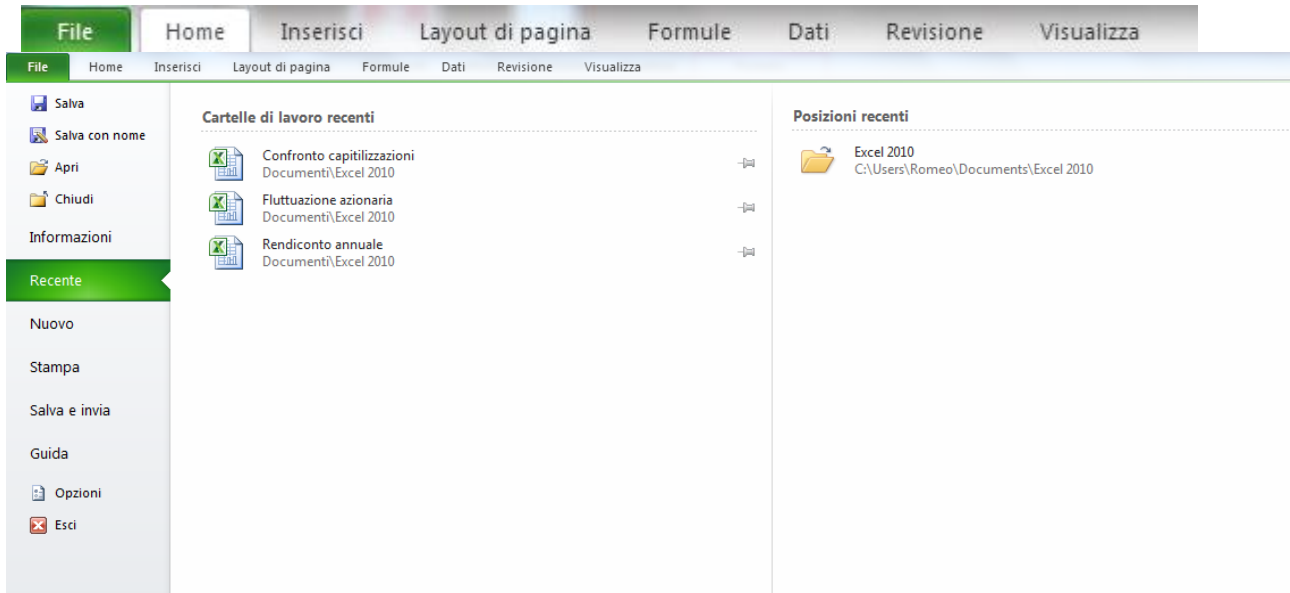 File Home Inserisci Layout di pagina Formule Dati Revisione Visualizza
File Home Inserisci Layout di pagina Formule Dati Revisione Visualizza
Salva
Salva con nome
Apri
Chiudi
Informazioni
Recente
Nuovo
Stampa
Salva e invia
Guida
Opzioni
Esci
Cartelle di lavoro recenti
Confronto capitilizzazioni
Documenti\Excel 2010
Fluttuazione azionaria
Documenti\Excel 2010
Rendiconto annuale
Documenti\Excel 2010
Posizioni recenti
Excel 2010
C:\Users\Romeo\Documents\Excel 2010